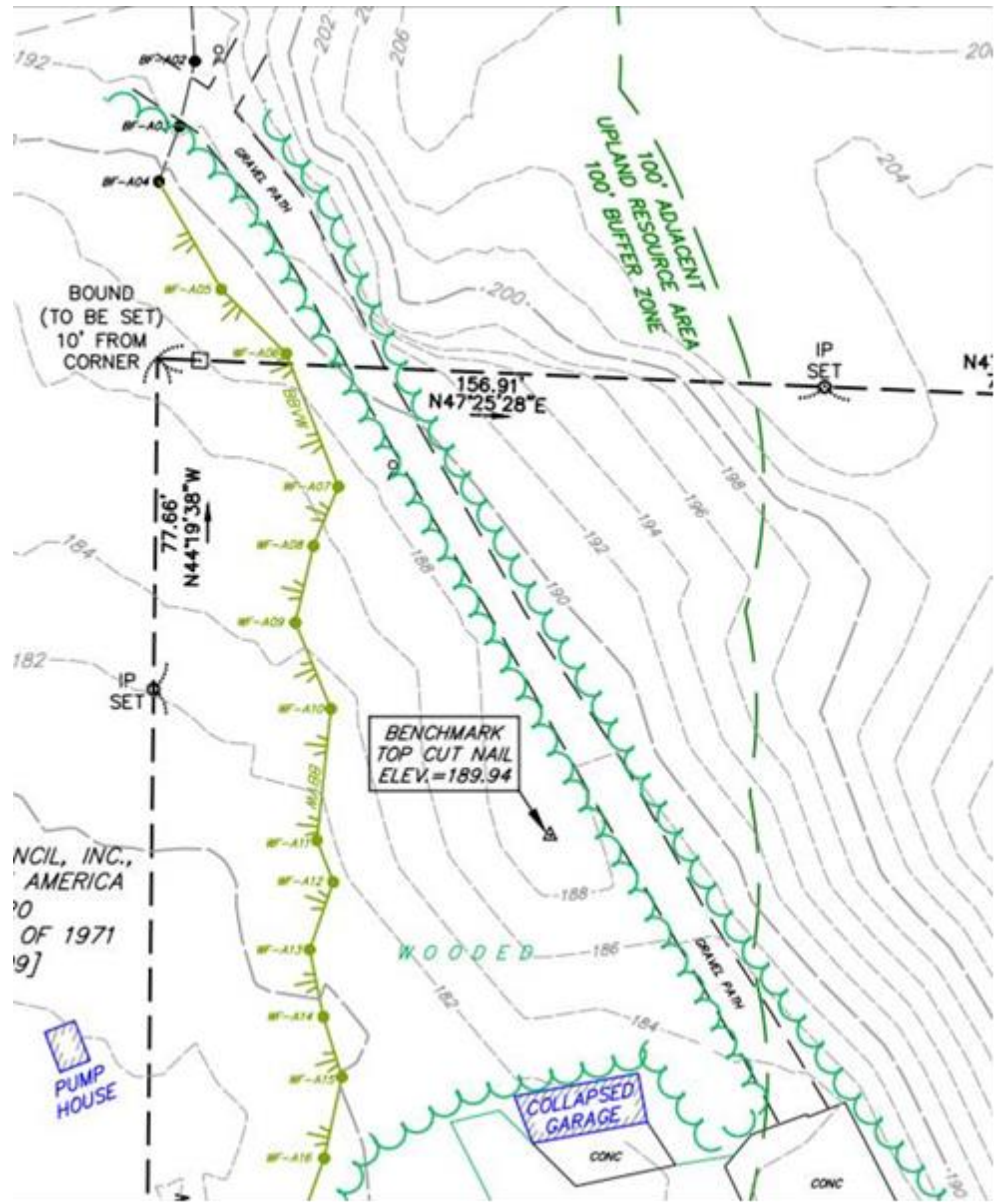 202
206
192
BF-A02
GRAVEL PATH
BF-A04
204
100' ADJACENT
UPLAND RESOURCE AREA
100' BUFFER ZONE
WF-A05
BOUND
(TO BE SET)
10' FROM
CORNER
200
WF-A06
IP
SET
156.91'
N47°25'28"E
BBVW
WF-A07
77.66'
N44°19'38"W
198
196
194
192
190
188
184
WF-A08
WF-A09
182
IP
SET
WF-A10
BENCHMARK
TOP CUT NAIL
ELEV.=189.94
BBVW
WF-A11
WF-A12
188
NCIL, INC.,
AMERICA
OF 1971
9]
WF-A13
WOODED
186
GRAVEL PATH
182
WF-A14
184
PUMP
HOUSE
WF-A15
COLLAPSED
GARAGE
CONC
WF-A16
CONC
190